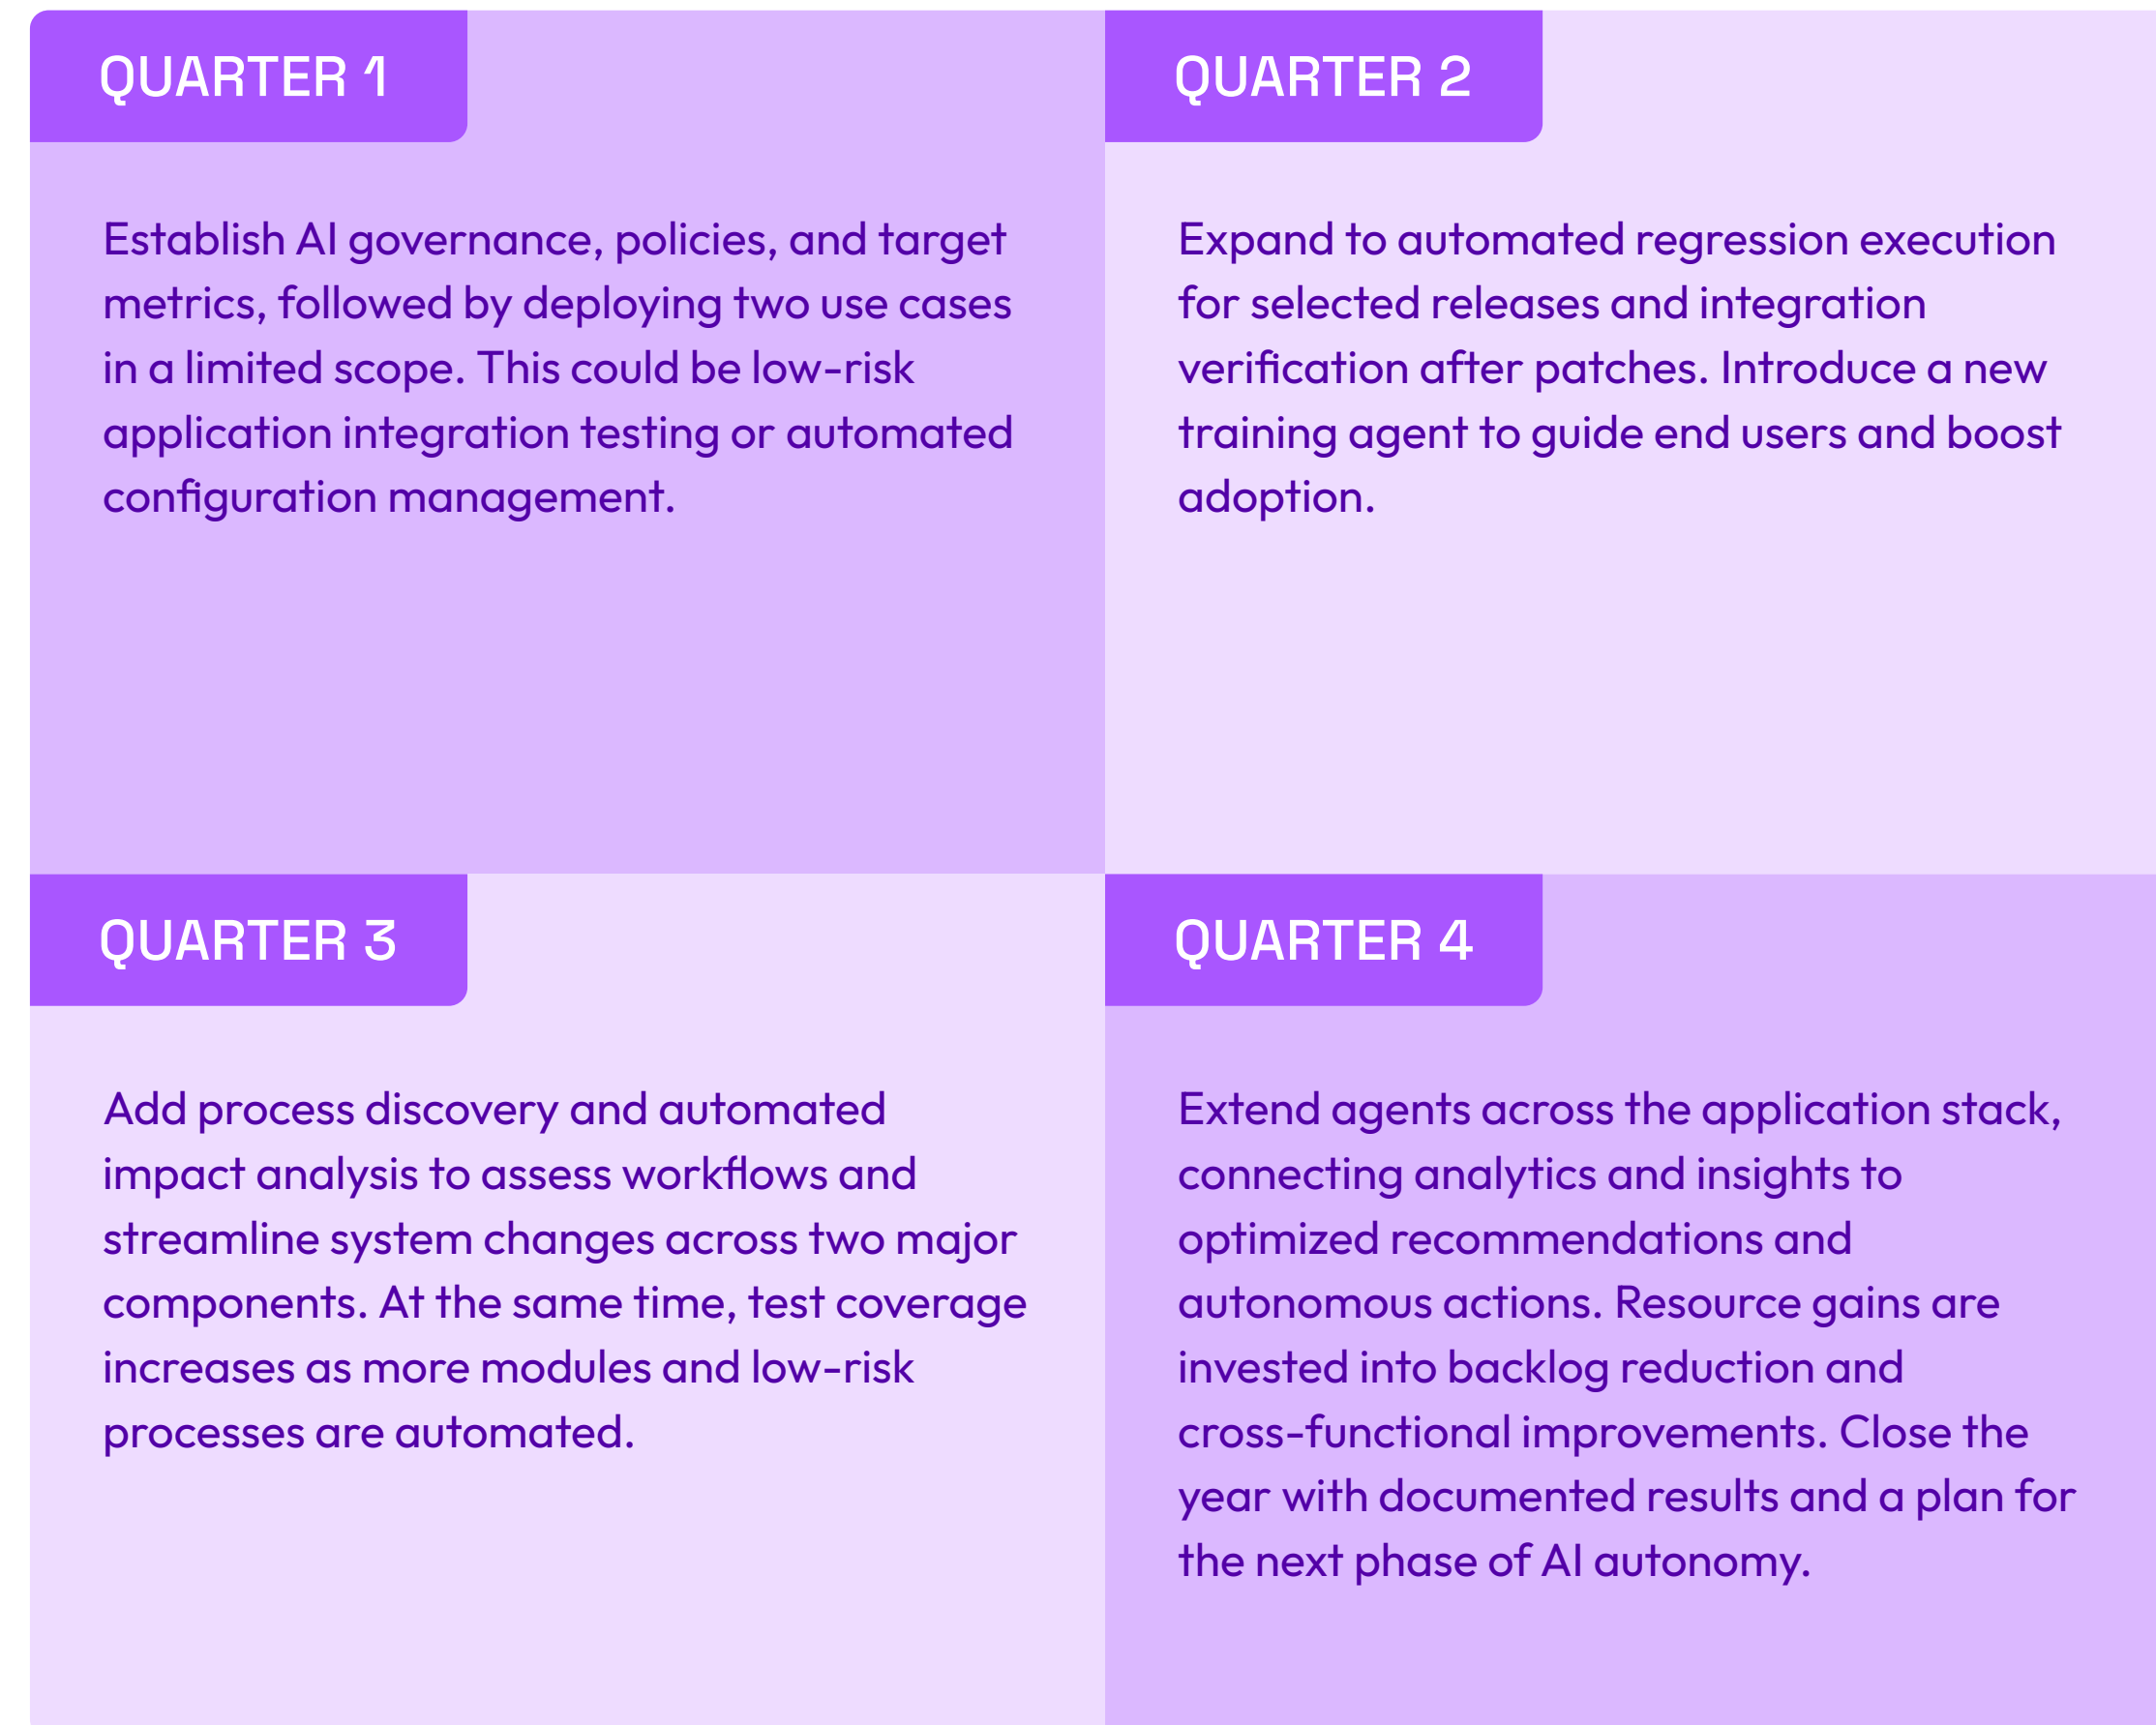 QUARTER 1
Establish AI governance, policies, and target
metrics, followed by deploying two use cases
in a limited scope. This could be low-risk
application integration testing or automated
configuration management.
QUARTER 2
Expand to automated regression execution
for selected releases and integration
verification after patches. Introduce a new
training agent to guide end users and boost
adoption.
QUARTER 3
Add process discovery and automated
impact analysis to assess workflows and
streamline system changes across two major
components. At the same time, test coverage
increases as more modules and low-risk
processes are automated.
QUARTER 4
Extend agents across the application stack,
connecting analytics and insights to
optimized recommendations and
autonomous actions. Resource gains are
invested into backlog reduction and
cross-functional improvements. Close the
year with documented results and a plan for
the next phase of AI autonomy.